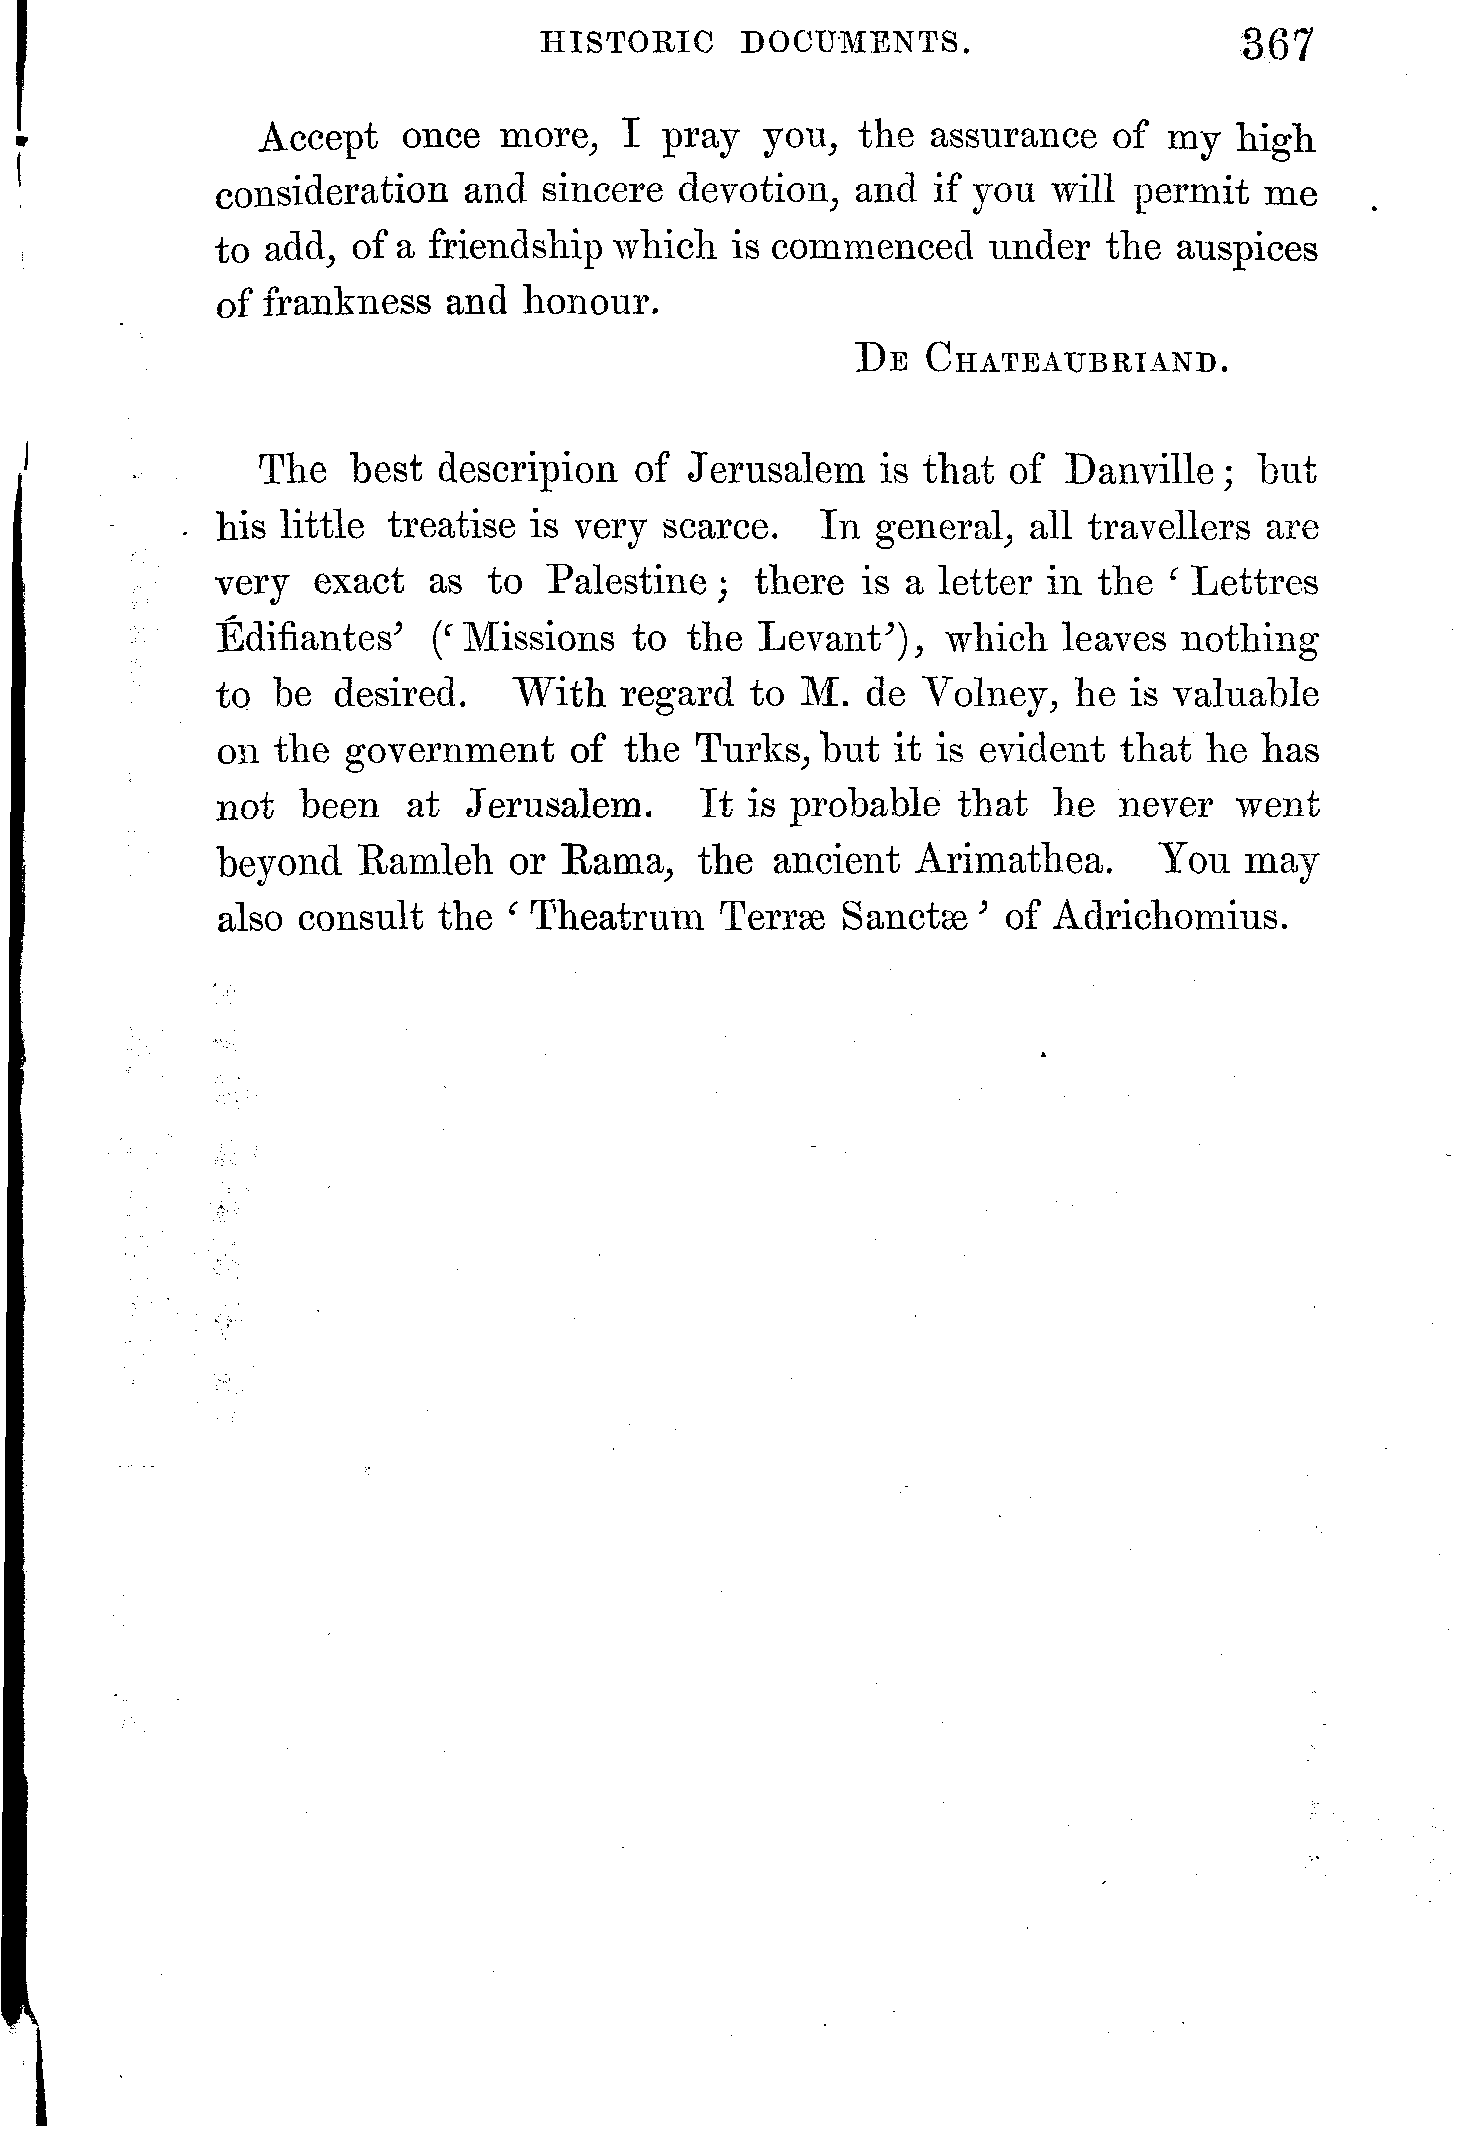 HISTORIC DOCUMENTS. 367
Accept once more, I pray you, the assurance of my high
consideration and sincere devotion, and if you will permit me
to add, of a friendship which is commenced under the auspices
of frankness and honour.
DE CHATEAUBRIAND.
The best descripion of Jerusalem is that of Danville; but
his little treatise is very scarce. In general, all travellers are
very exact as to Palestine; there is a letter in the ‘Lettres
Édifiantes’ (‘Missions to the Levant’), which leaves nothing
to be desired. With regard to M. de Volney, he is valuable
on the government of the Turks, but it is evident that he has
not been at Jerusalem. It is probable that he never went
beyond Ramleh or Rama, the ancient Arimathea. You may
also consult the ‘Theatrum Terræ Sanctæ’ of Adrichomius.